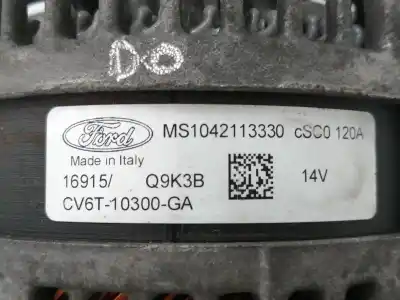 DO
Ford MS1042113330 cSC0 120A
Made in Italy
16915/ Q9K3B 14V
CV6T-10300-GA